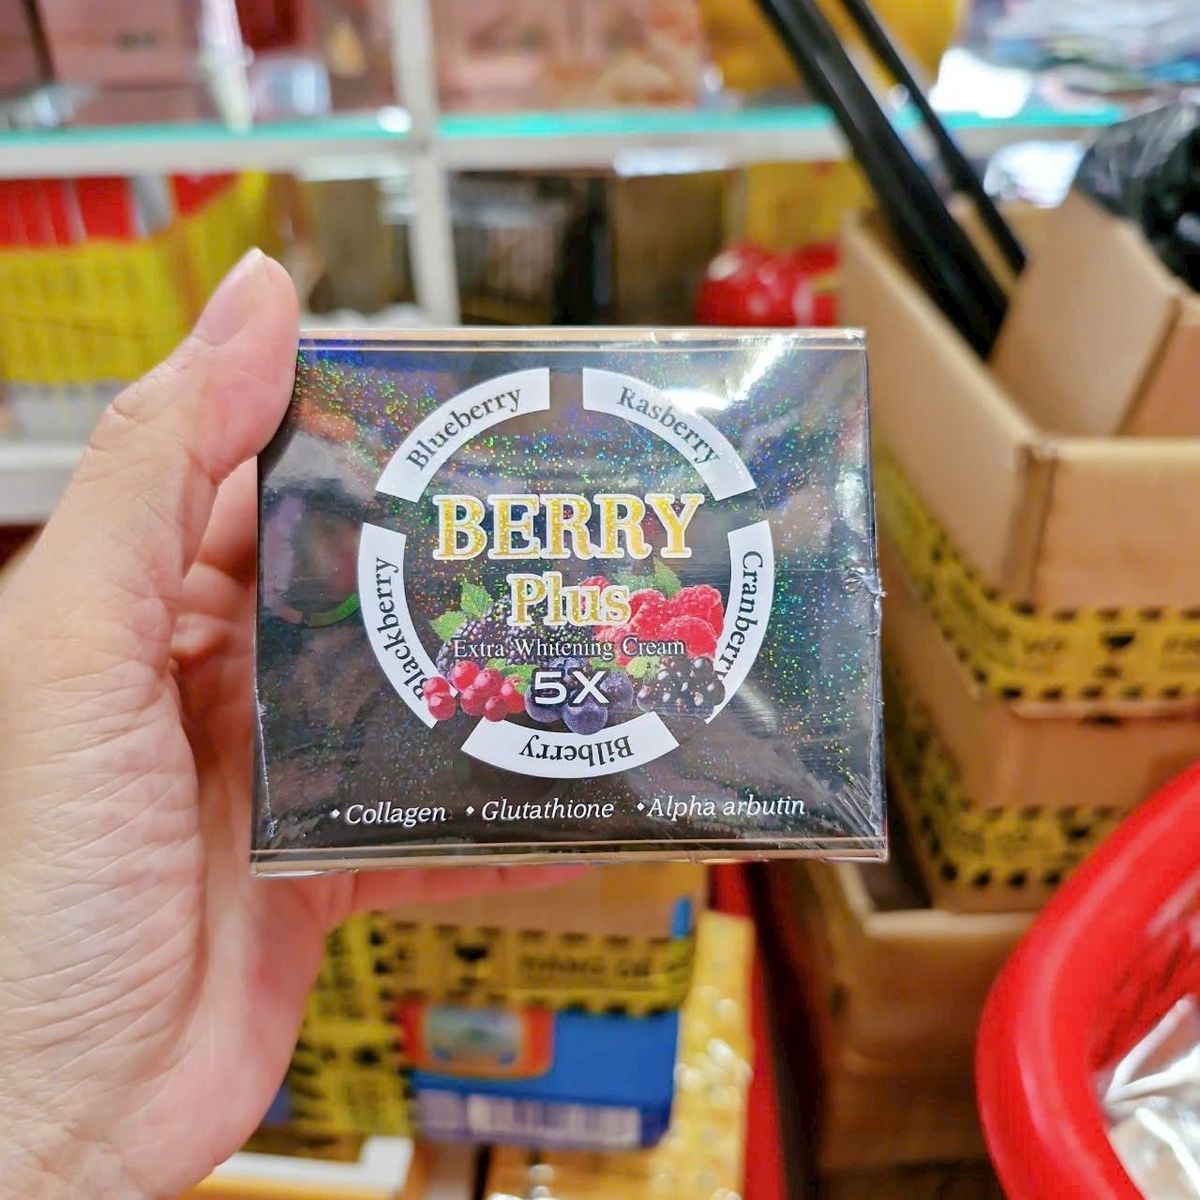 Blueberry
Rasberry
BERRY
Plus
Extra Whitening Cream
5X
Blackberry
Cranberry
Bilberry
• Collagen • Glutathione • Alpha arbutin